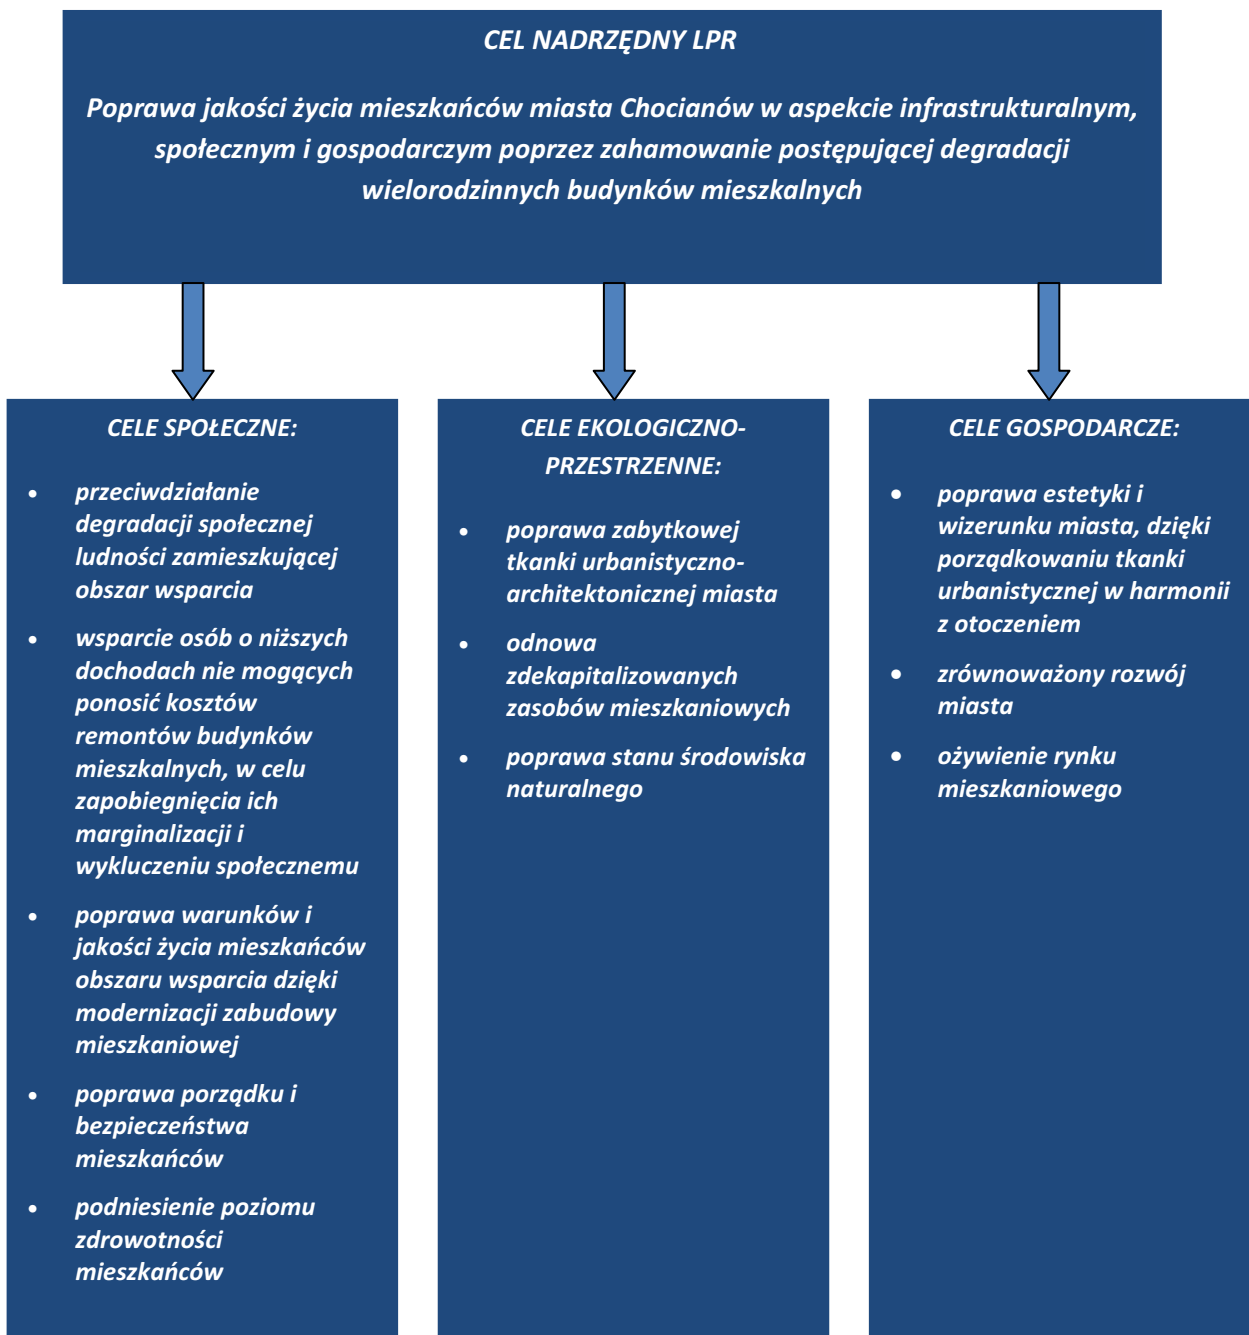 CEL NADRZĘDNY LPR
Poprawa jakości życia mieszkańców miasta Chocianów w aspekcie infrastrukturalnym,
społecznym i gospodarczym poprzez zahamowanie postępującej degradacji
wielorodzinnych budynków mieszkalnych
CELE SPOŁECZNE:
• przeciwdziałanie
degradacji społecznej
ludności zamieszkującej
obszar wsparcia
• wsparcie osób o niższych
dochodach nie mogących
ponosić kosztów
remontów budynków
mieszkalnych, w celu
zapobiegnięcia ich
marginalizacji i
wykluczeniu społecznemu
• poprawa warunków i
jakości życia mieszkańców
obszaru wsparcia dzięki
modernizacji zabudowy
mieszkaniowej
• poprawa porządku i
bezpieczeństwa
mieszkańców
• podniesienie poziomu
zdrowotności
mieszkańców
CELE EKOLOGICZNO-
PRZESTRZENNE:
• poprawa zabytkowej
tkanki urbanistyczno-
architektonicznej miasta
• odnowa
zdekapitalizowanych
zasobów mieszkaniowych
• poprawa stanu środowiska
naturalnego
CELE GOSPODARCZE:
• poprawa estetyki i
wizerunku miasta, dzięki
porządkowaniu tkanki
urbanistycznej w harmonii
z otoczeniem
• zrównoważony rozwój
miasta
• ożywienie rynku
mieszkaniowego